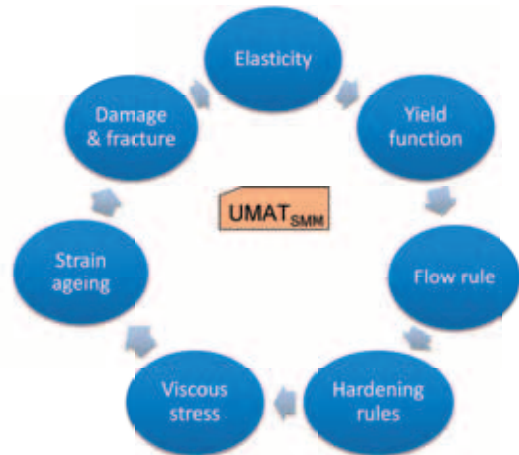 Elasticity
Yield
function
Flow rule
Hardening
rules
Viscous
stress
Strain
ageing
Damage
& fracture
UMATSMM